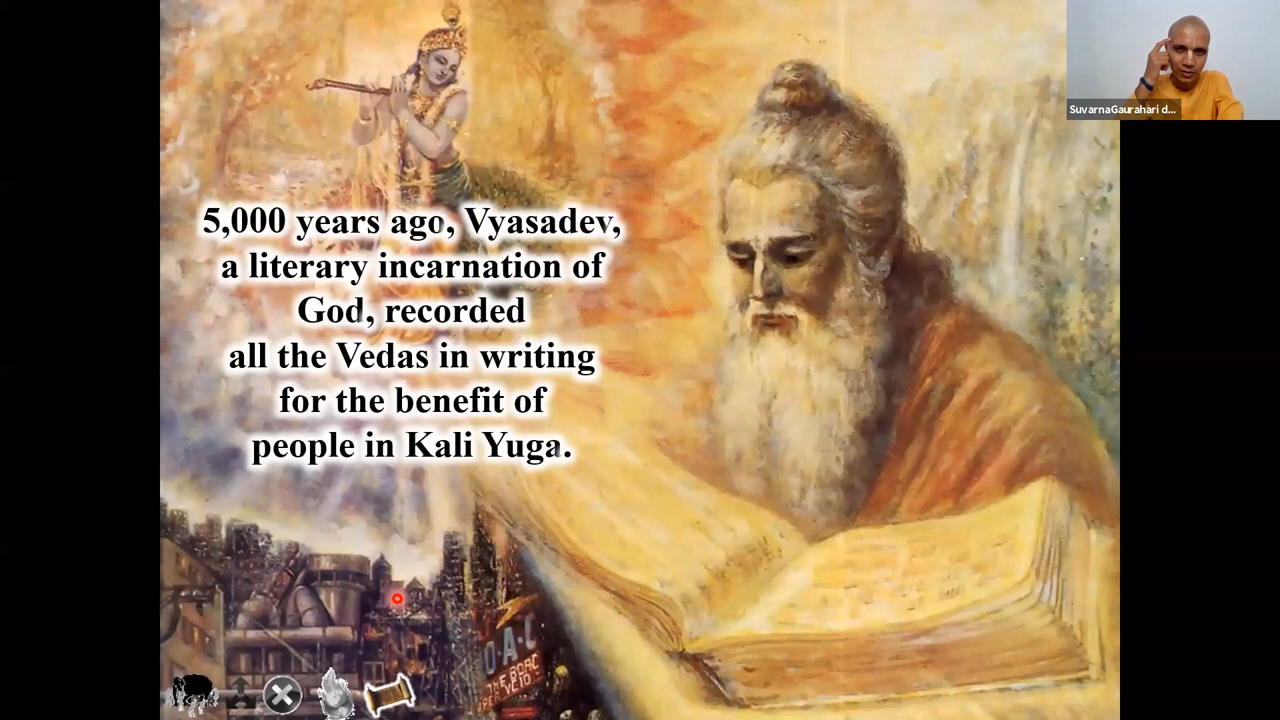 SuvarnaGaurahari d...
5,000 years ago, Vyasadev,
a literary incarnation of
God, recorded
all the Vedas in writing
for the benefit of
people in Kali Yuga.